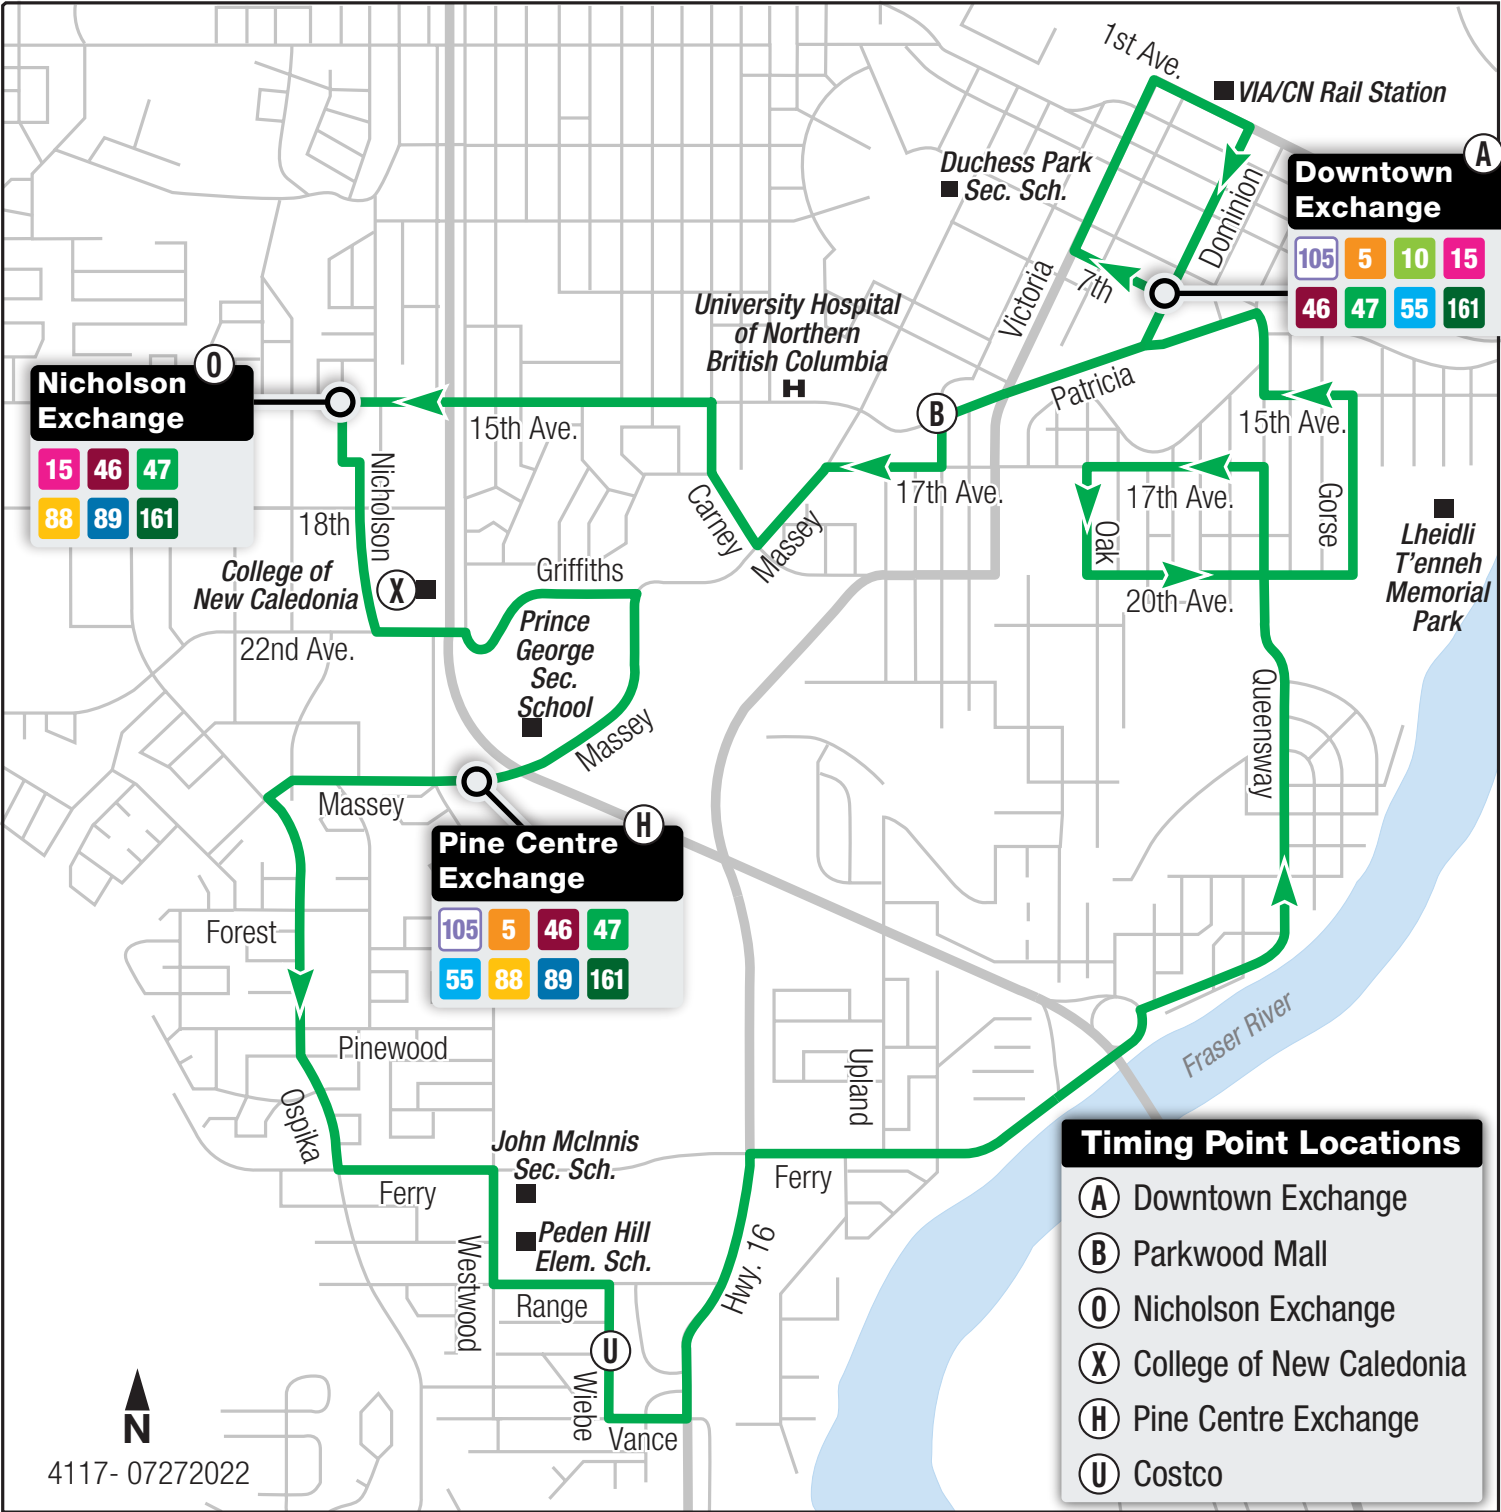 1st Ave.
VIA/CN Rail Station
A
Downtown
Exchange
105 5 10 15
46 47 55 161
Duchess Park
Sec. Sch.
Dominion
7th
Victoria
University Hospital
of Northern
British Columbia
H
O
Nicholson
Exchange
15 46 47
88 89 161
15th Ave.
B
Patricia
15th Ave.
Nicholson
18th
Carney
Massey
17th Ave.
17th Ave.
Oak
20th Ave.
Gorse
Lheidli
T'enneh
Memorial
Park
College of
New Caledonia
X
22nd Ave.
Griffiths
Prince
George
Sec.
School
Massey
Queensway
Massey
H
Pine Centre
Exchange
105 5 46 47
55 88 89 161
Forest
Pinewood
Ospika
Upland
Fraser River
John McInnis
Sec. Sch.
Ferry
Ferry
Peden Hill
Elem. Sch.
Westwood
Range
Hwy. 16
U
Wiebe
Vance
N
4117- 07272022
Timing Point Locations
A Downtown Exchange
B Parkwood Mall
O Nicholson Exchange
X College of New Caledonia
H Pine Centre Exchange
U Costco